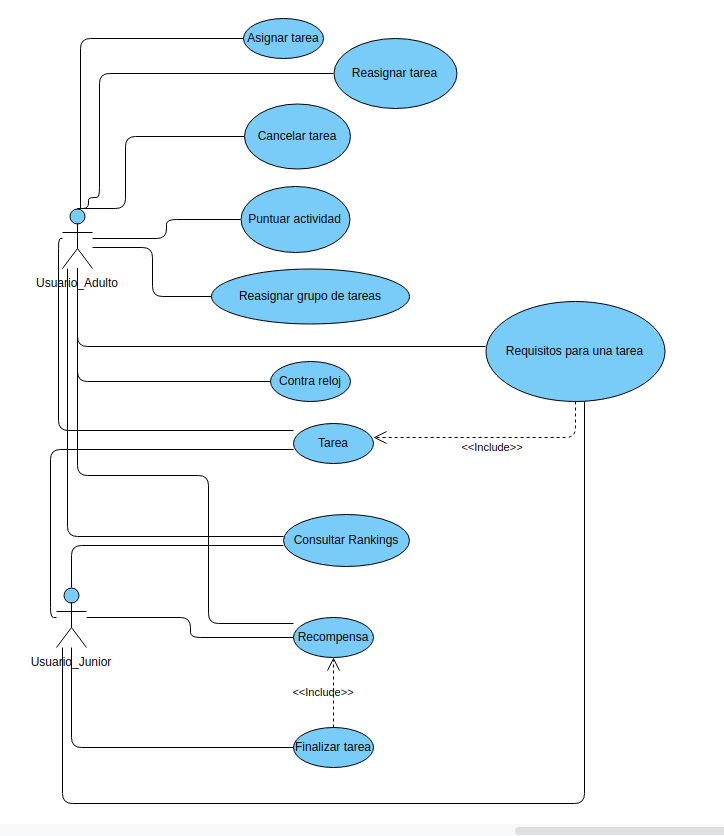 Asignar tarea
Reasignar tarea
Cancelar tarea
Puntuar actividad
Usuario_Adulto
Reasignar grupo de tareas
Requisitos para una tarea
Contra reloj
Tarea
<<Include>>
Consultar Rankings
Recompensa
Usuario_Junior
<<Include>>
Finalizar tarea